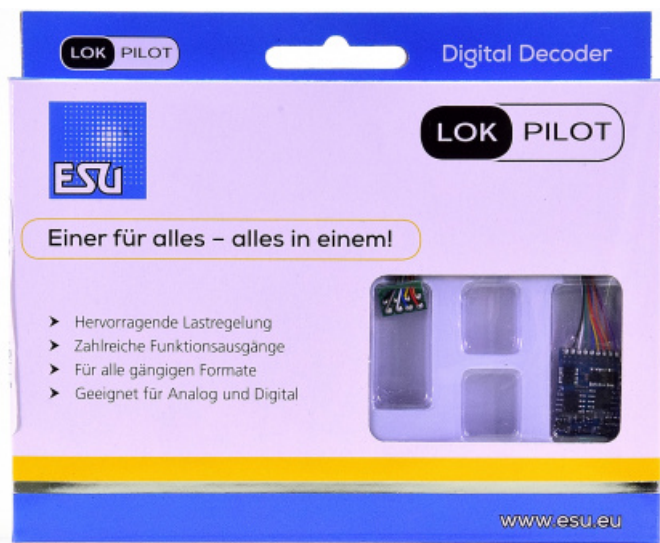 LOK PILOT
Digital Decoder
ESU
LOK PILOT
Einer für alles – alles in einem!
Hervorragende Lastregelung
Zahlreiche Funktionsausgänge
Für alle gängigen Formate
Geeignet für Analog und Digital
www.esu.eu